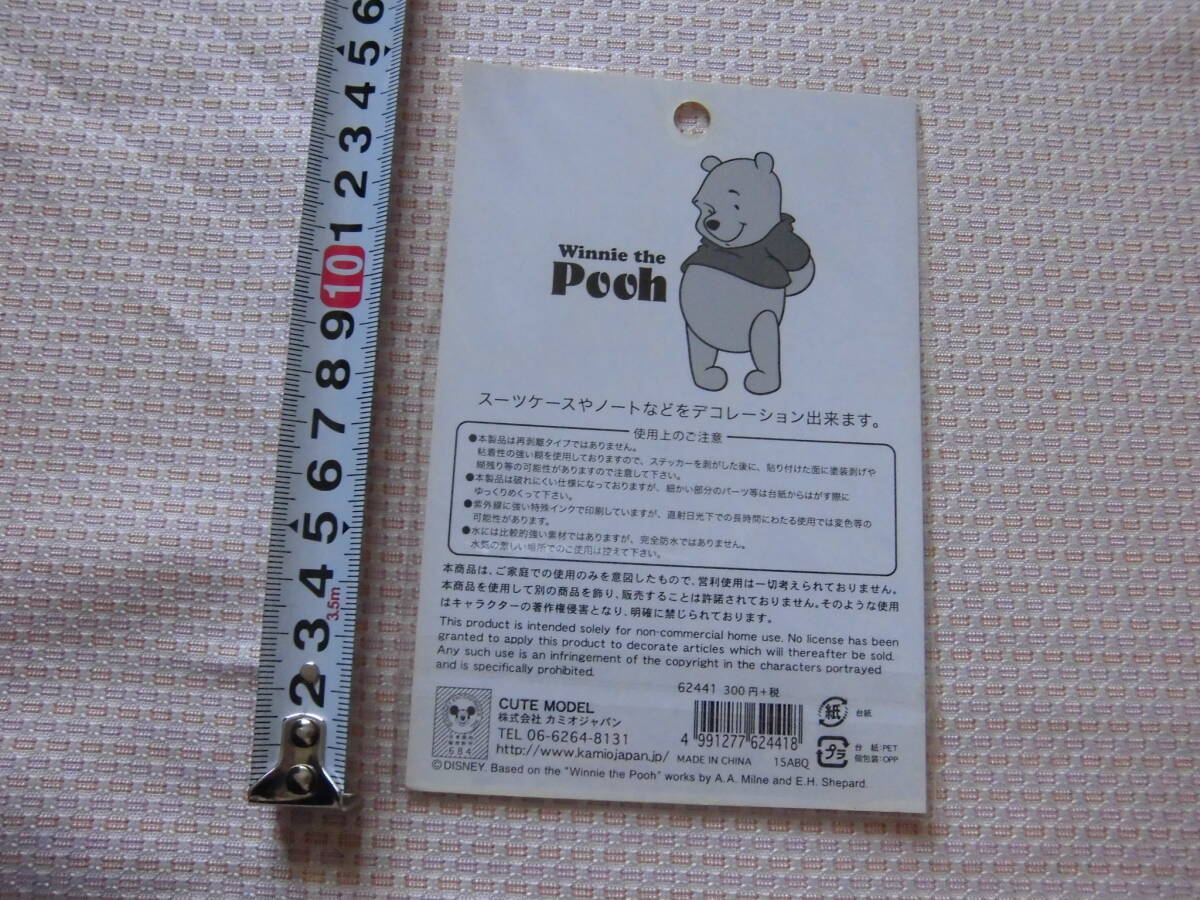 Winnie the
Pooh
スーツケースやノートなどをデコレーション出来ます。
使用上のご注意
●本製品は再剥離タイプではありません。
粘着性の強い糊を使用しておりますので、ステッカーを剥がした後に、貼り付けた面に塗装剥げや
糊残り等の可能性がありますので注意して下さい。
●本製品は破れにくい仕様になっておりますが、細かい部分のパーツ等は台紙からはがす際に
ゆっくりめくって下さい。
●紫外線に強い特殊インクで印刷していますが、直射日光下での長時間にわたる使用では変色等の
可能性があります。
●水には比較的強い素材ではありますが、完全防水ではありません。
水気の激しい場所でのご使用は控えて下さい。
本商品は、ご家庭での使用のみを意図したもので、営利使用は一切考えられておりません。
本商品を使用して別の商品を飾り、販売することは許諾されておりません。そのような使用
はキャラクターの著作権侵害となり、明確に禁じられております。
This product is intended solely for non-commercial home use. No license has been
granted to apply this product to decorate articles which will thereafter be sold.
Any such use is an infringement of the copyright in the characters portrayed
and is specifically prohibited.
62441 300円+税
CUTE MODEL
株式会社 カミオジャパン
TEL 06-6264-8131
http://www.kamiojapan.jp/
684
4 991277 624418
MADE IN CHINA 15ABQ
紙 台紙
プラ 台 紙:PET
個包装:OPP
©DISNEY. Based on the "Winnie the Pooh" works by A.A. Milne and E.H. Shepard.
6
5
4
3
2
1
10
9
8
7
6
5
4
3.5m
3
2